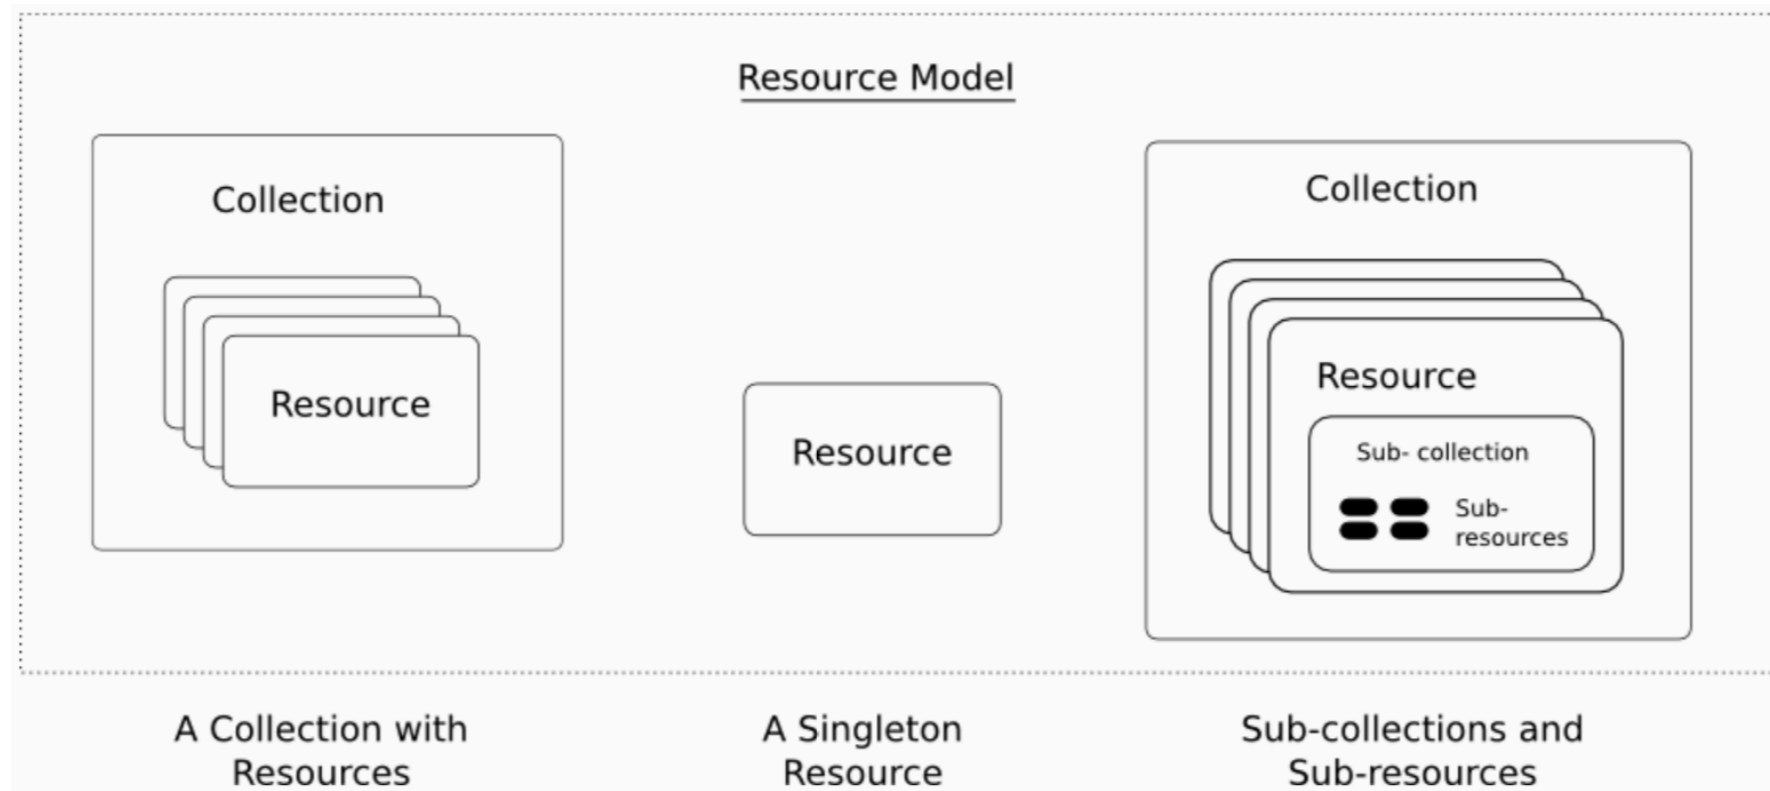 Resource Model
Collection
Resource
Resource
Collection
Resource
Sub- collection
Sub-
resources
A Collection with
Resources
A Singleton
Resource
Sub-collections and
Sub-resources